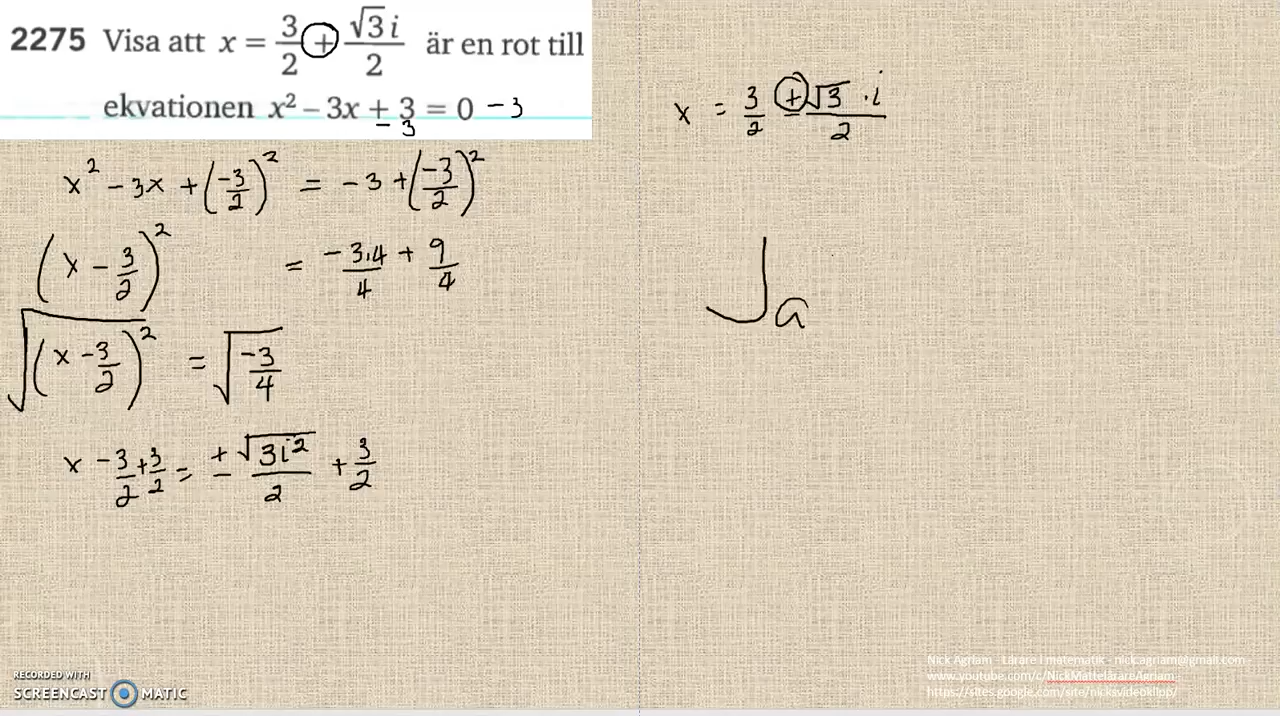 2275 Visa att x = 3/2 + √3 i/2 är en rot till
ekvationen x² – 3x + 3 = 0 -3
- 3
x² - 3x + (-3/2)² = -3 + (-3/2)²
(x - 3/2)² = -3·4/4 + 9/4
√(x - 3/2)² = √-3/4
x - 3/2 + 3/2 = ± √3i²/2 + 3/2
x = 3/2 ± √3 · i/2
Ja
RECORDED WITH
SCREENCAST MATIC
Nick Agriam - Lärare i matematik - nick.agriam@gmail.com
www.youtube.com/c/NickMattelärareAgriam
https://sites.google.com/site/nicksvideoklipp/